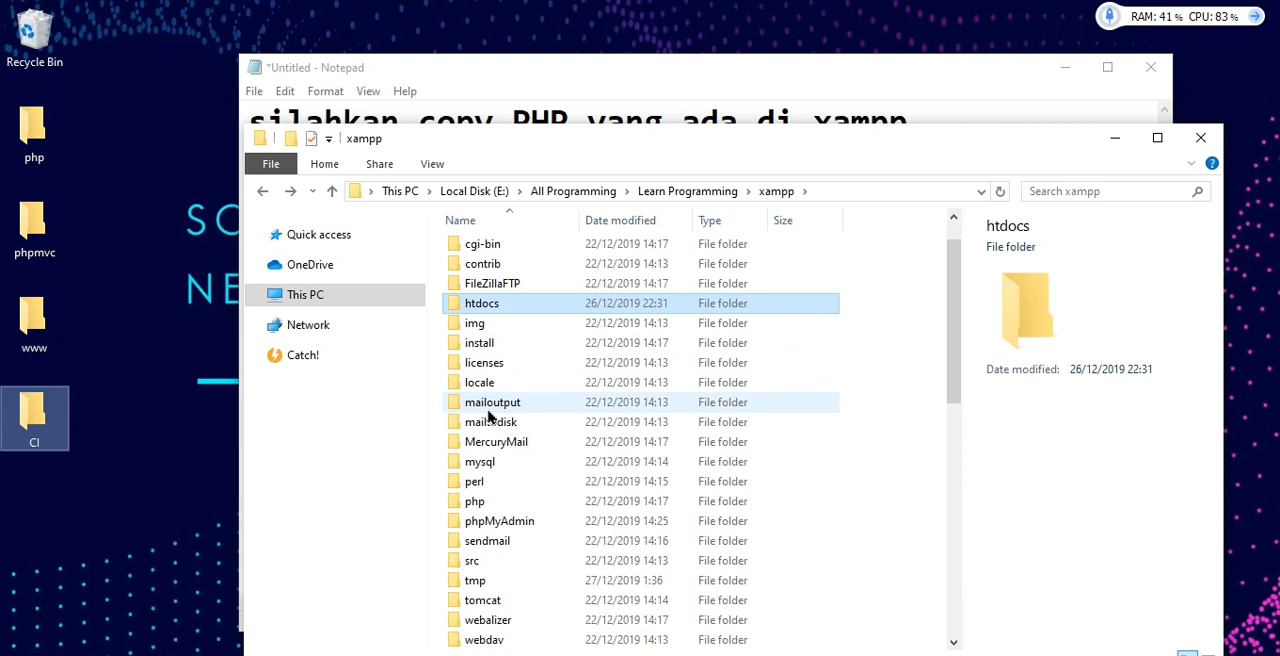 Recycle Bin
RAM: 41 % CPU: 83 %
php
phpmvc
www
CI
SC
NE
*Untitled - Notepad
File Edit Format View Help
silahkan copy PHP yang ada di xampp
xampp
File Home Share View
This PC > Local Disk (E:) > All Programming > Learn Programming > xampp >
Search xampp
Quick access
OneDrive
This PC
Network
Catch!
Name Date modified Type Size
cgi-bin 22/12/2019 14:17 File folder
contrib 22/12/2019 14:13 File folder
FileZillaFTP 22/12/2019 14:17 File folder
htdocs 26/12/2019 22:31 File folder
img 22/12/2019 14:13 File folder
install 22/12/2019 14:17 File folder
licenses 22/12/2019 14:13 File folder
locale 22/12/2019 14:13 File folder
mailoutput 22/12/2019 14:13 File folder
22/12/2019 14:13 File folder
MercuryMail 22/12/2019 14:17 File folder
mysql 22/12/2019 14:14 File folder
perl 22/12/2019 14:15 File folder
php 22/12/2019 14:17 File folder
phpMyAdmin 22/12/2019 14:25 File folder
sendmail 22/12/2019 14:16 File folder
src 22/12/2019 14:13 File folder
tmp 27/12/2019 1:36 File folder
tomcat 22/12/2019 14:14 File folder
webalizer 22/12/2019 14:17 File folder
webdav 22/12/2019 14:13 File folder
htdocs
File folder
Date modified: 26/12/2019 22:31